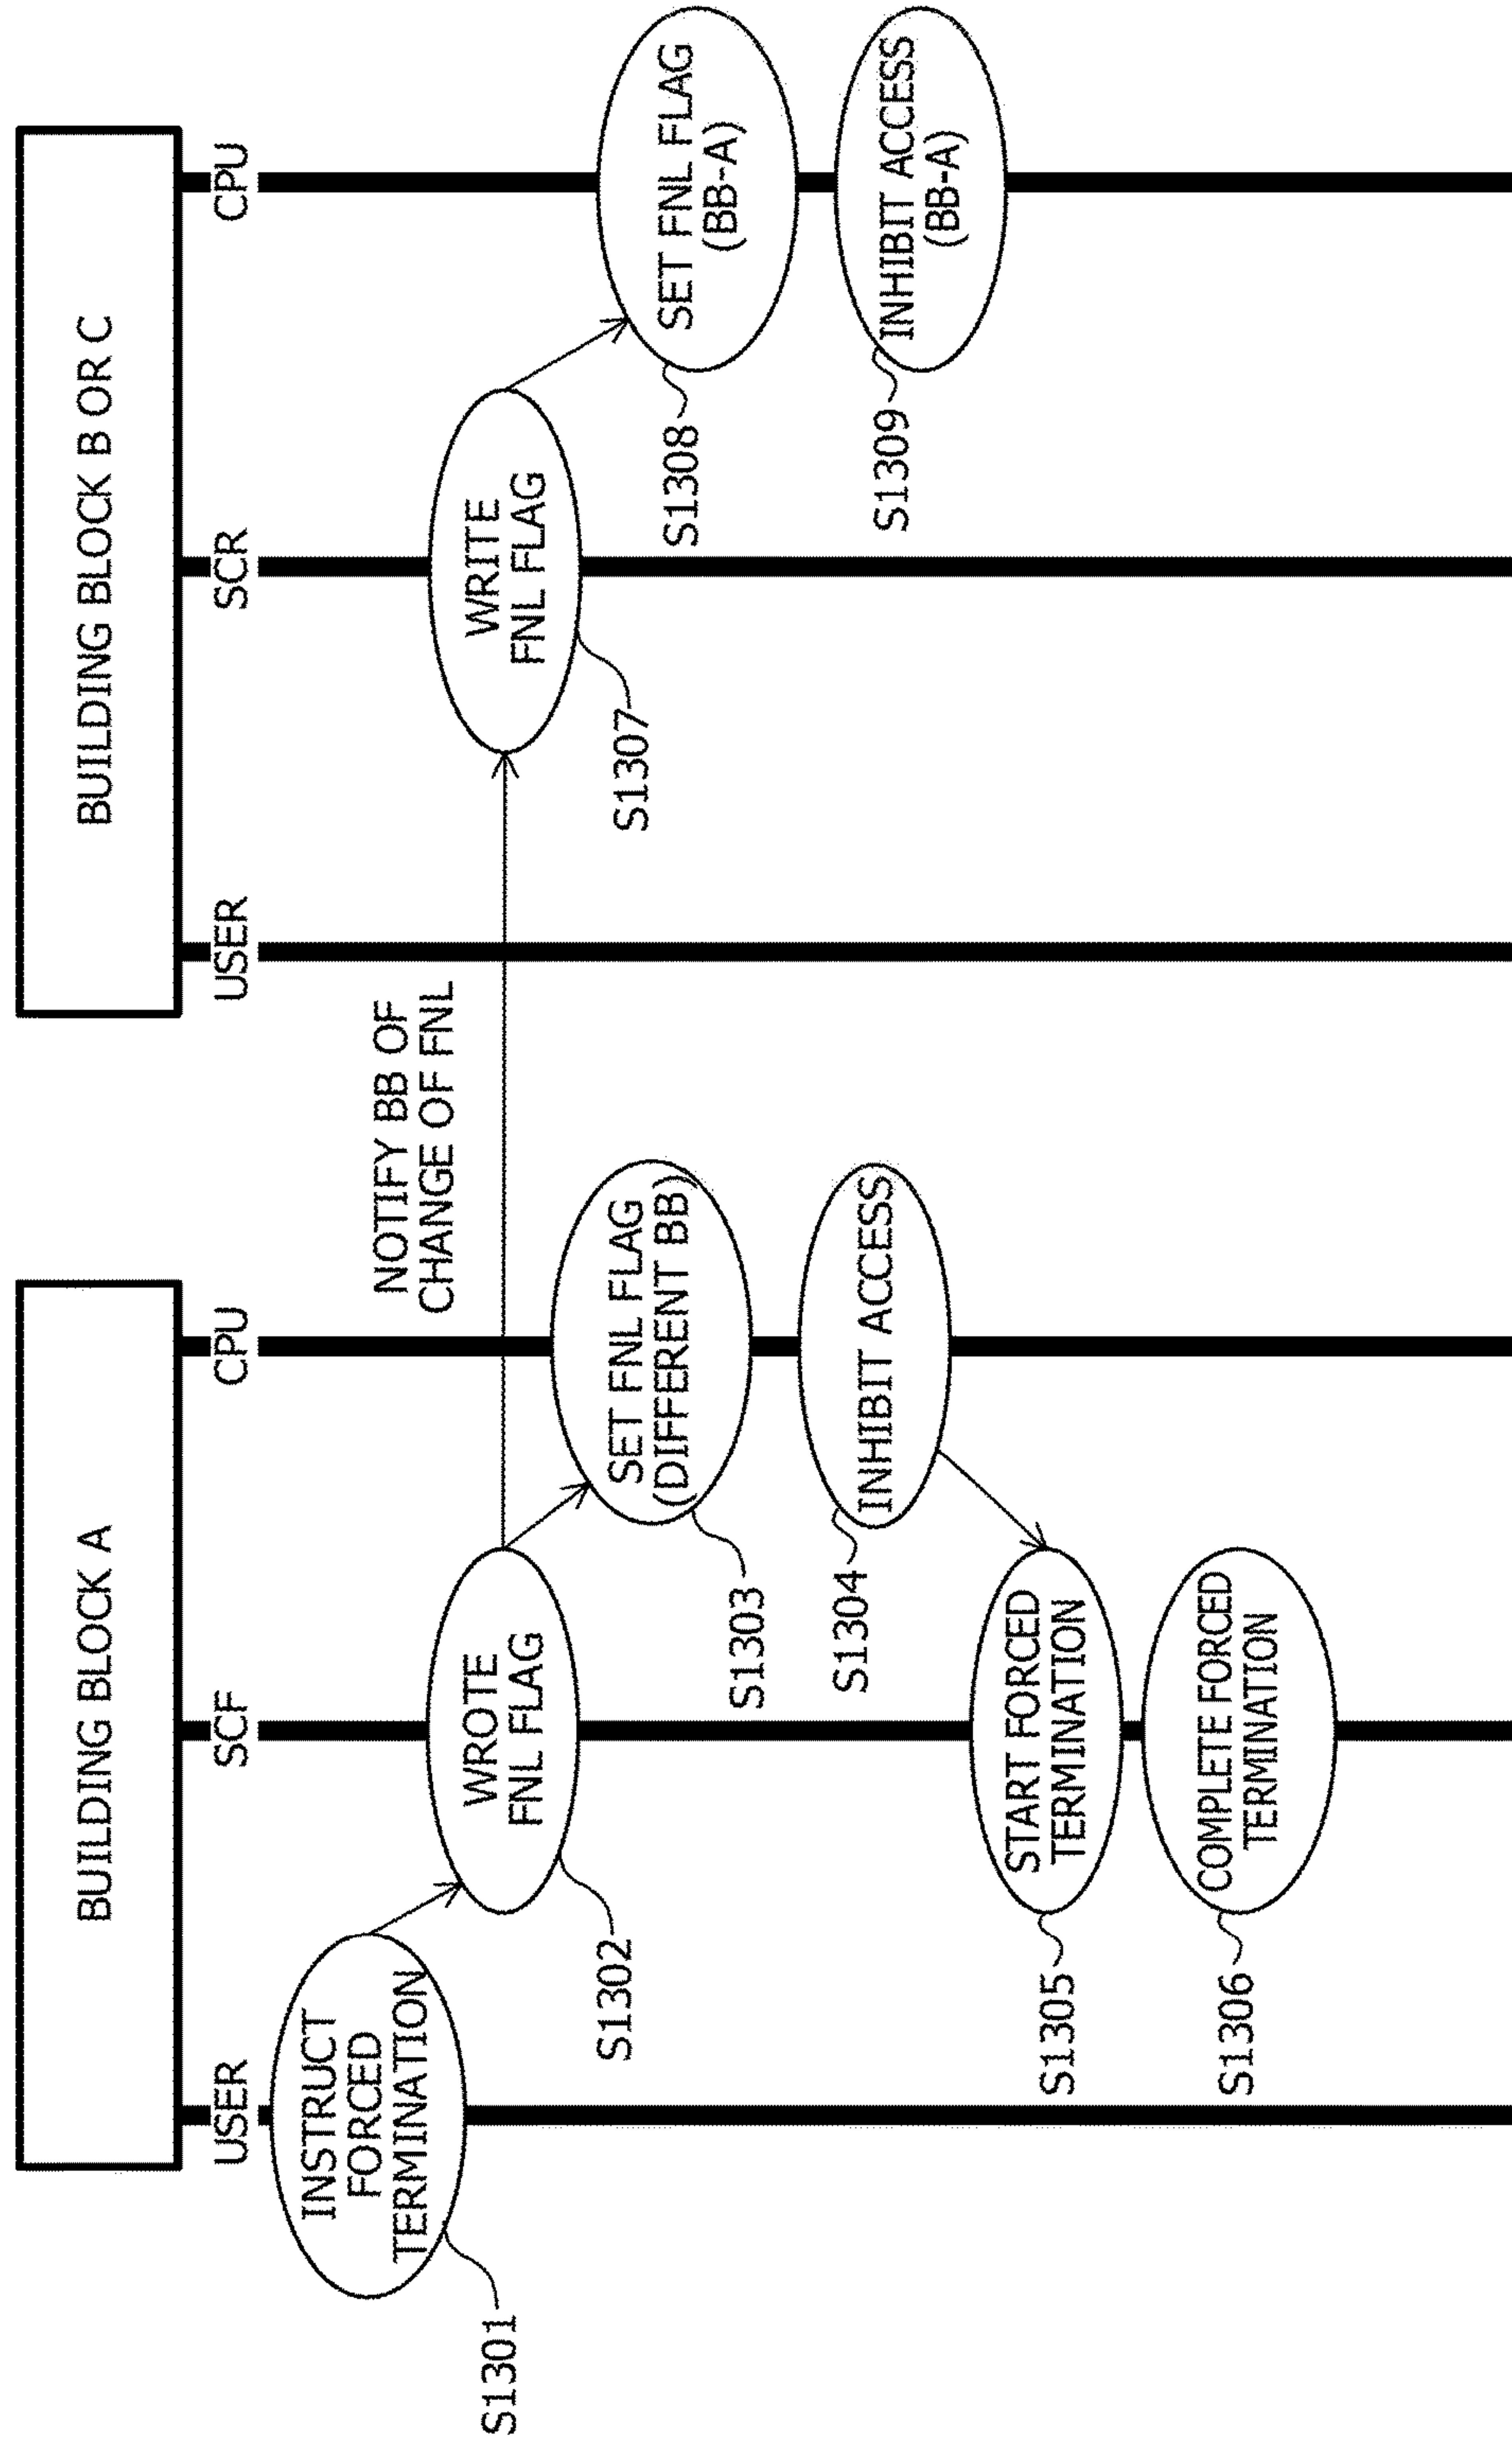 BUILDING BLOCK A
BUILDING BLOCK B OR C
USER
SCF
CPU
USER
SCR
CPU
INSTRUCT
FORCED
TERMINATION
S1301
WROTE
FNL FLAG
S1302
NOTIFY BB OF
CHANGE OF FNL
WRITE
FNL FLAG
S1307
SET FNL FLAG
(DIFFERENT BB)
S1303
SET FNL FLAG
(BB-A)
S1308
INHIBIT ACCESS
S1304
INHIBIT ACCESS
(BB-A)
S1309
START FORCED
TERMINATION
S1305
COMPLETE FORCED
TERMINATION
S1306